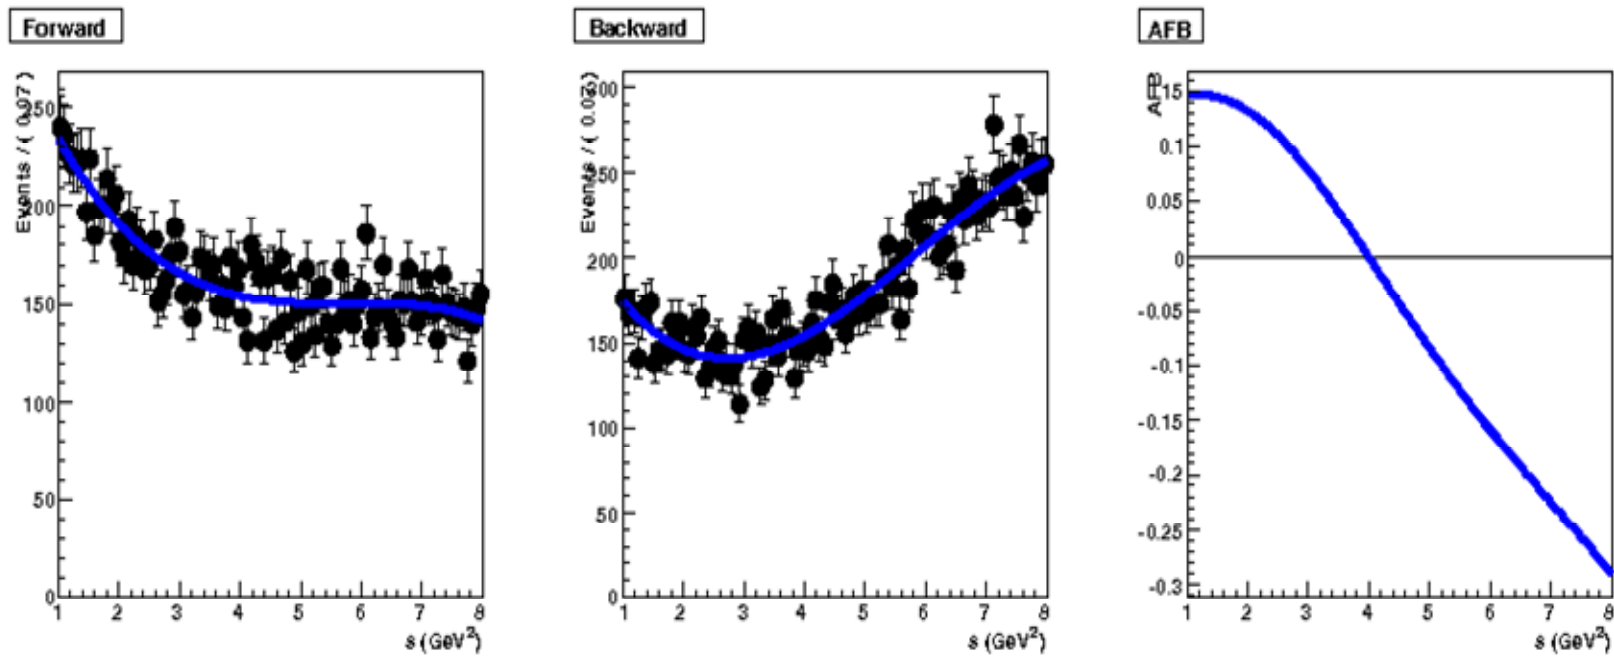 Forward
Events / ( 0.07 )
250
200
150
100
50
0
1 2 3 4 5 6 7 8
s (GeV²)
Backward
Events / ( 0.07 )
300
250
200
150
100
50
0
1 2 3 4 5 6 7 8
s (GeV²)
AFB
AFB
0.15
0.1
0.05
0
-0.05
-0.1
-0.15
-0.2
-0.25
-0.3
1 2 3 4 5 6 7 8
s (GeV²)